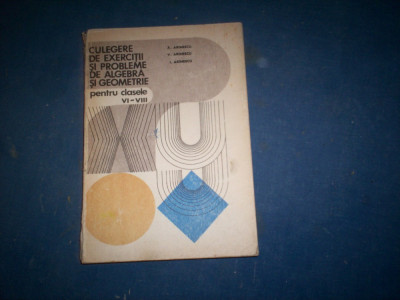 CULEGERE
DE EXERCIȚII
ȘI PROBLEME
DE ALGEBRĂ
ȘI GEOMETRIE
pentru clasele
VI-VIII